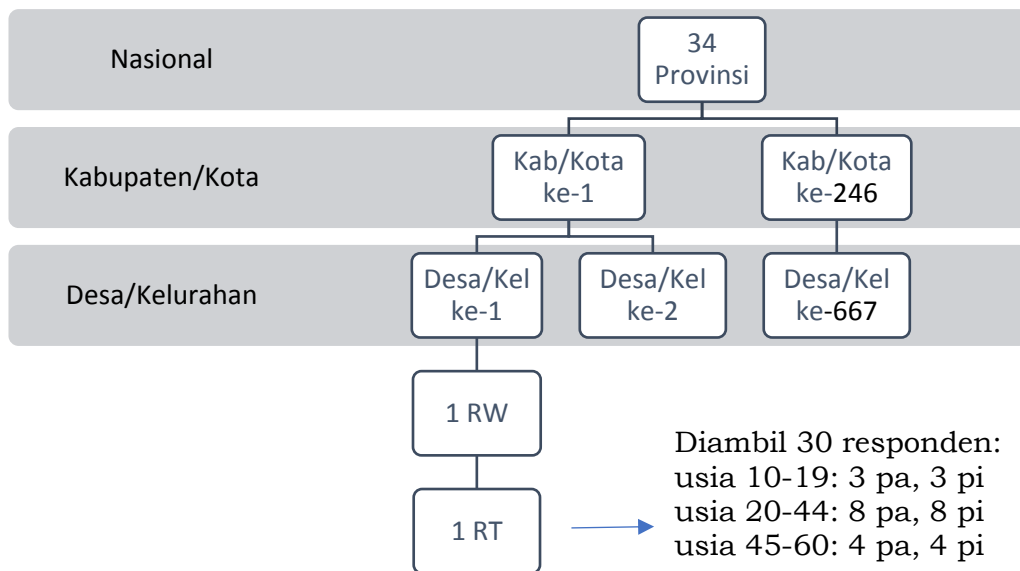 Nasional
34
Provinsi
Kabupaten/Kota
Kab/Kota
ke-1
Kab/Kota
ke-246
Desa/Kelurahan
Desa/Kel
ke-1
Desa/Kel
ke-2
Desa/Kel
ke-667
1 RW
1 RT
Diambil 30 responden:
usia 10-19: 3 pa, 3 pi
usia 20-44: 8 pa, 8 pi
usia 45-60: 4 pa, 4 pi